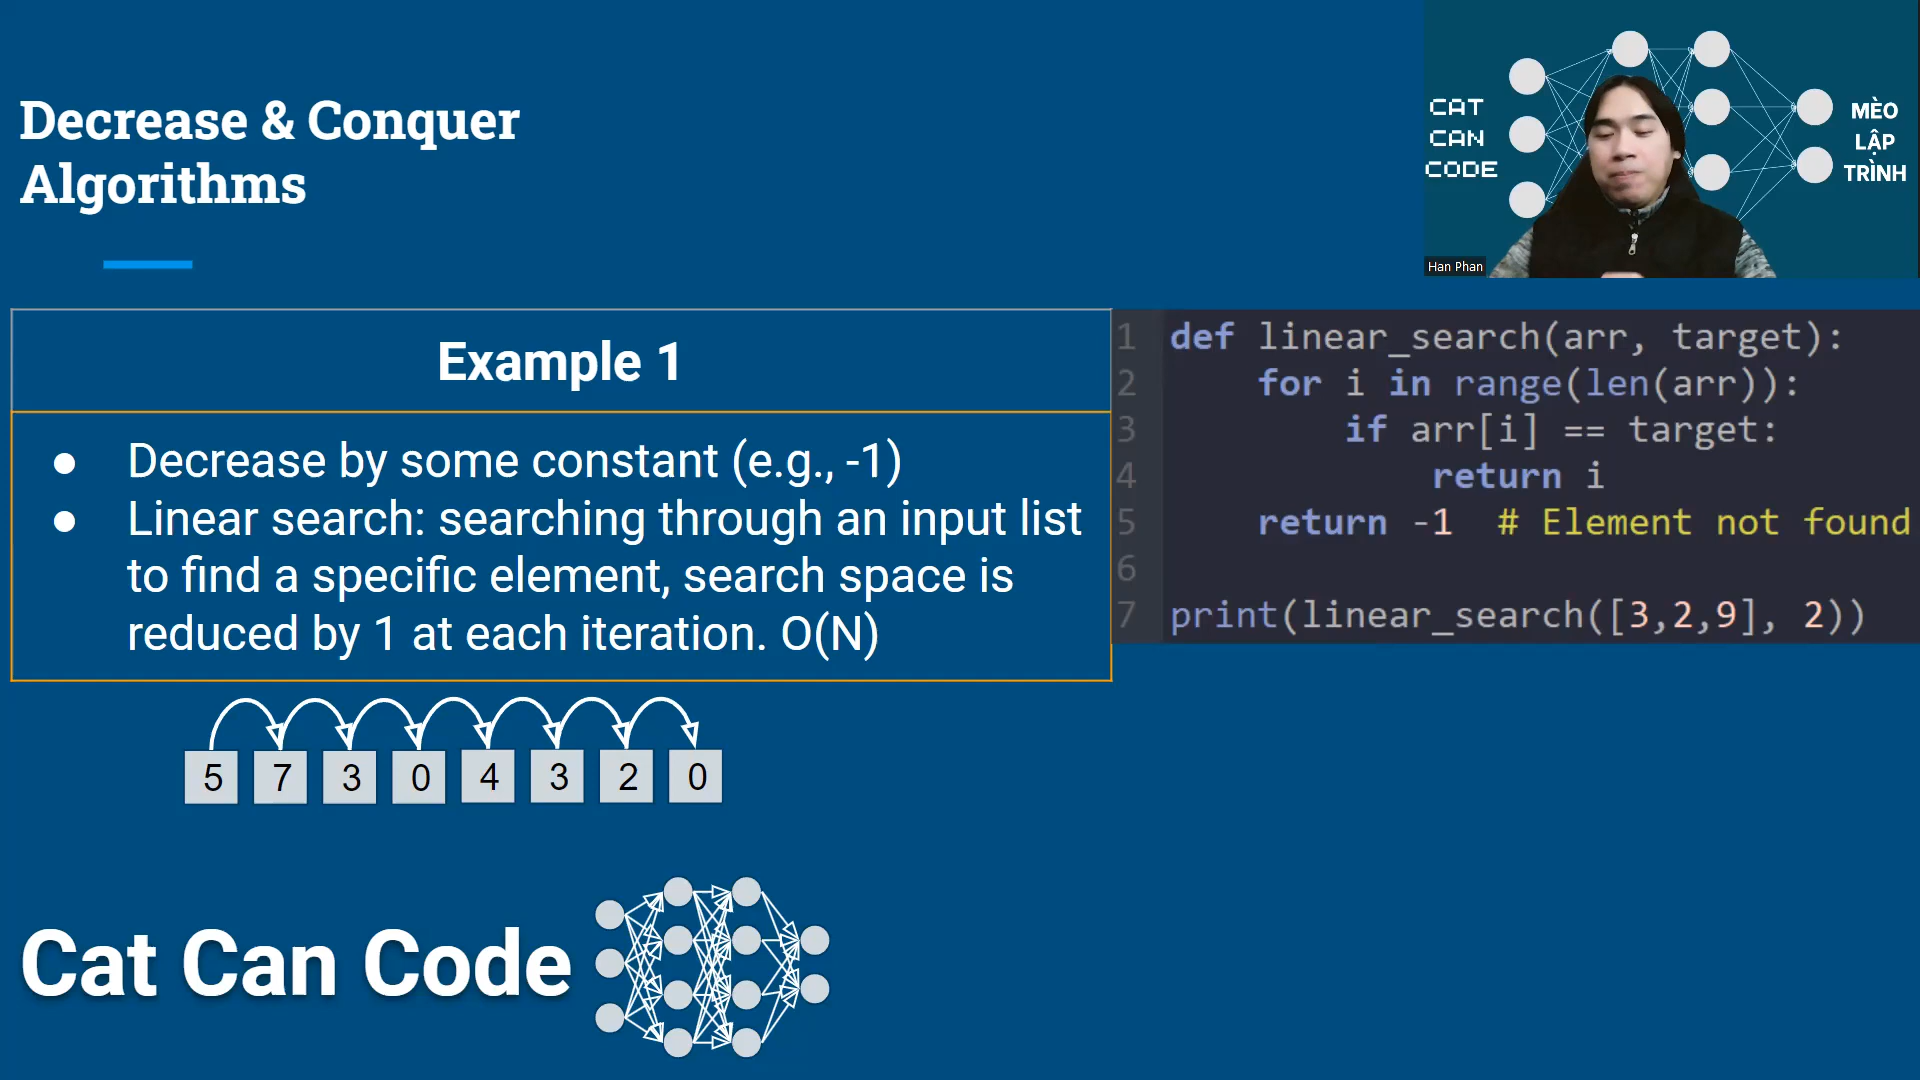 Decrease & Conquer
Algorithms
CAT
CAN
CODE
MÈO
LẬP
TRÌNH
Han Phan
Example 1
● Decrease by some constant (e.g., -1)
● Linear search: searching through an input list
to find a specific element, search space is
reduced by 1 at each iteration. O(N)
1 def linear_search(arr, target):
2     for i in range(len(arr)):
3         if arr[i] == target:
4             return i
5     return -1  # Element not found
6
7 print(linear_search([3,2,9], 2))
5 7 3 0 4 3 2 0
Cat Can Code